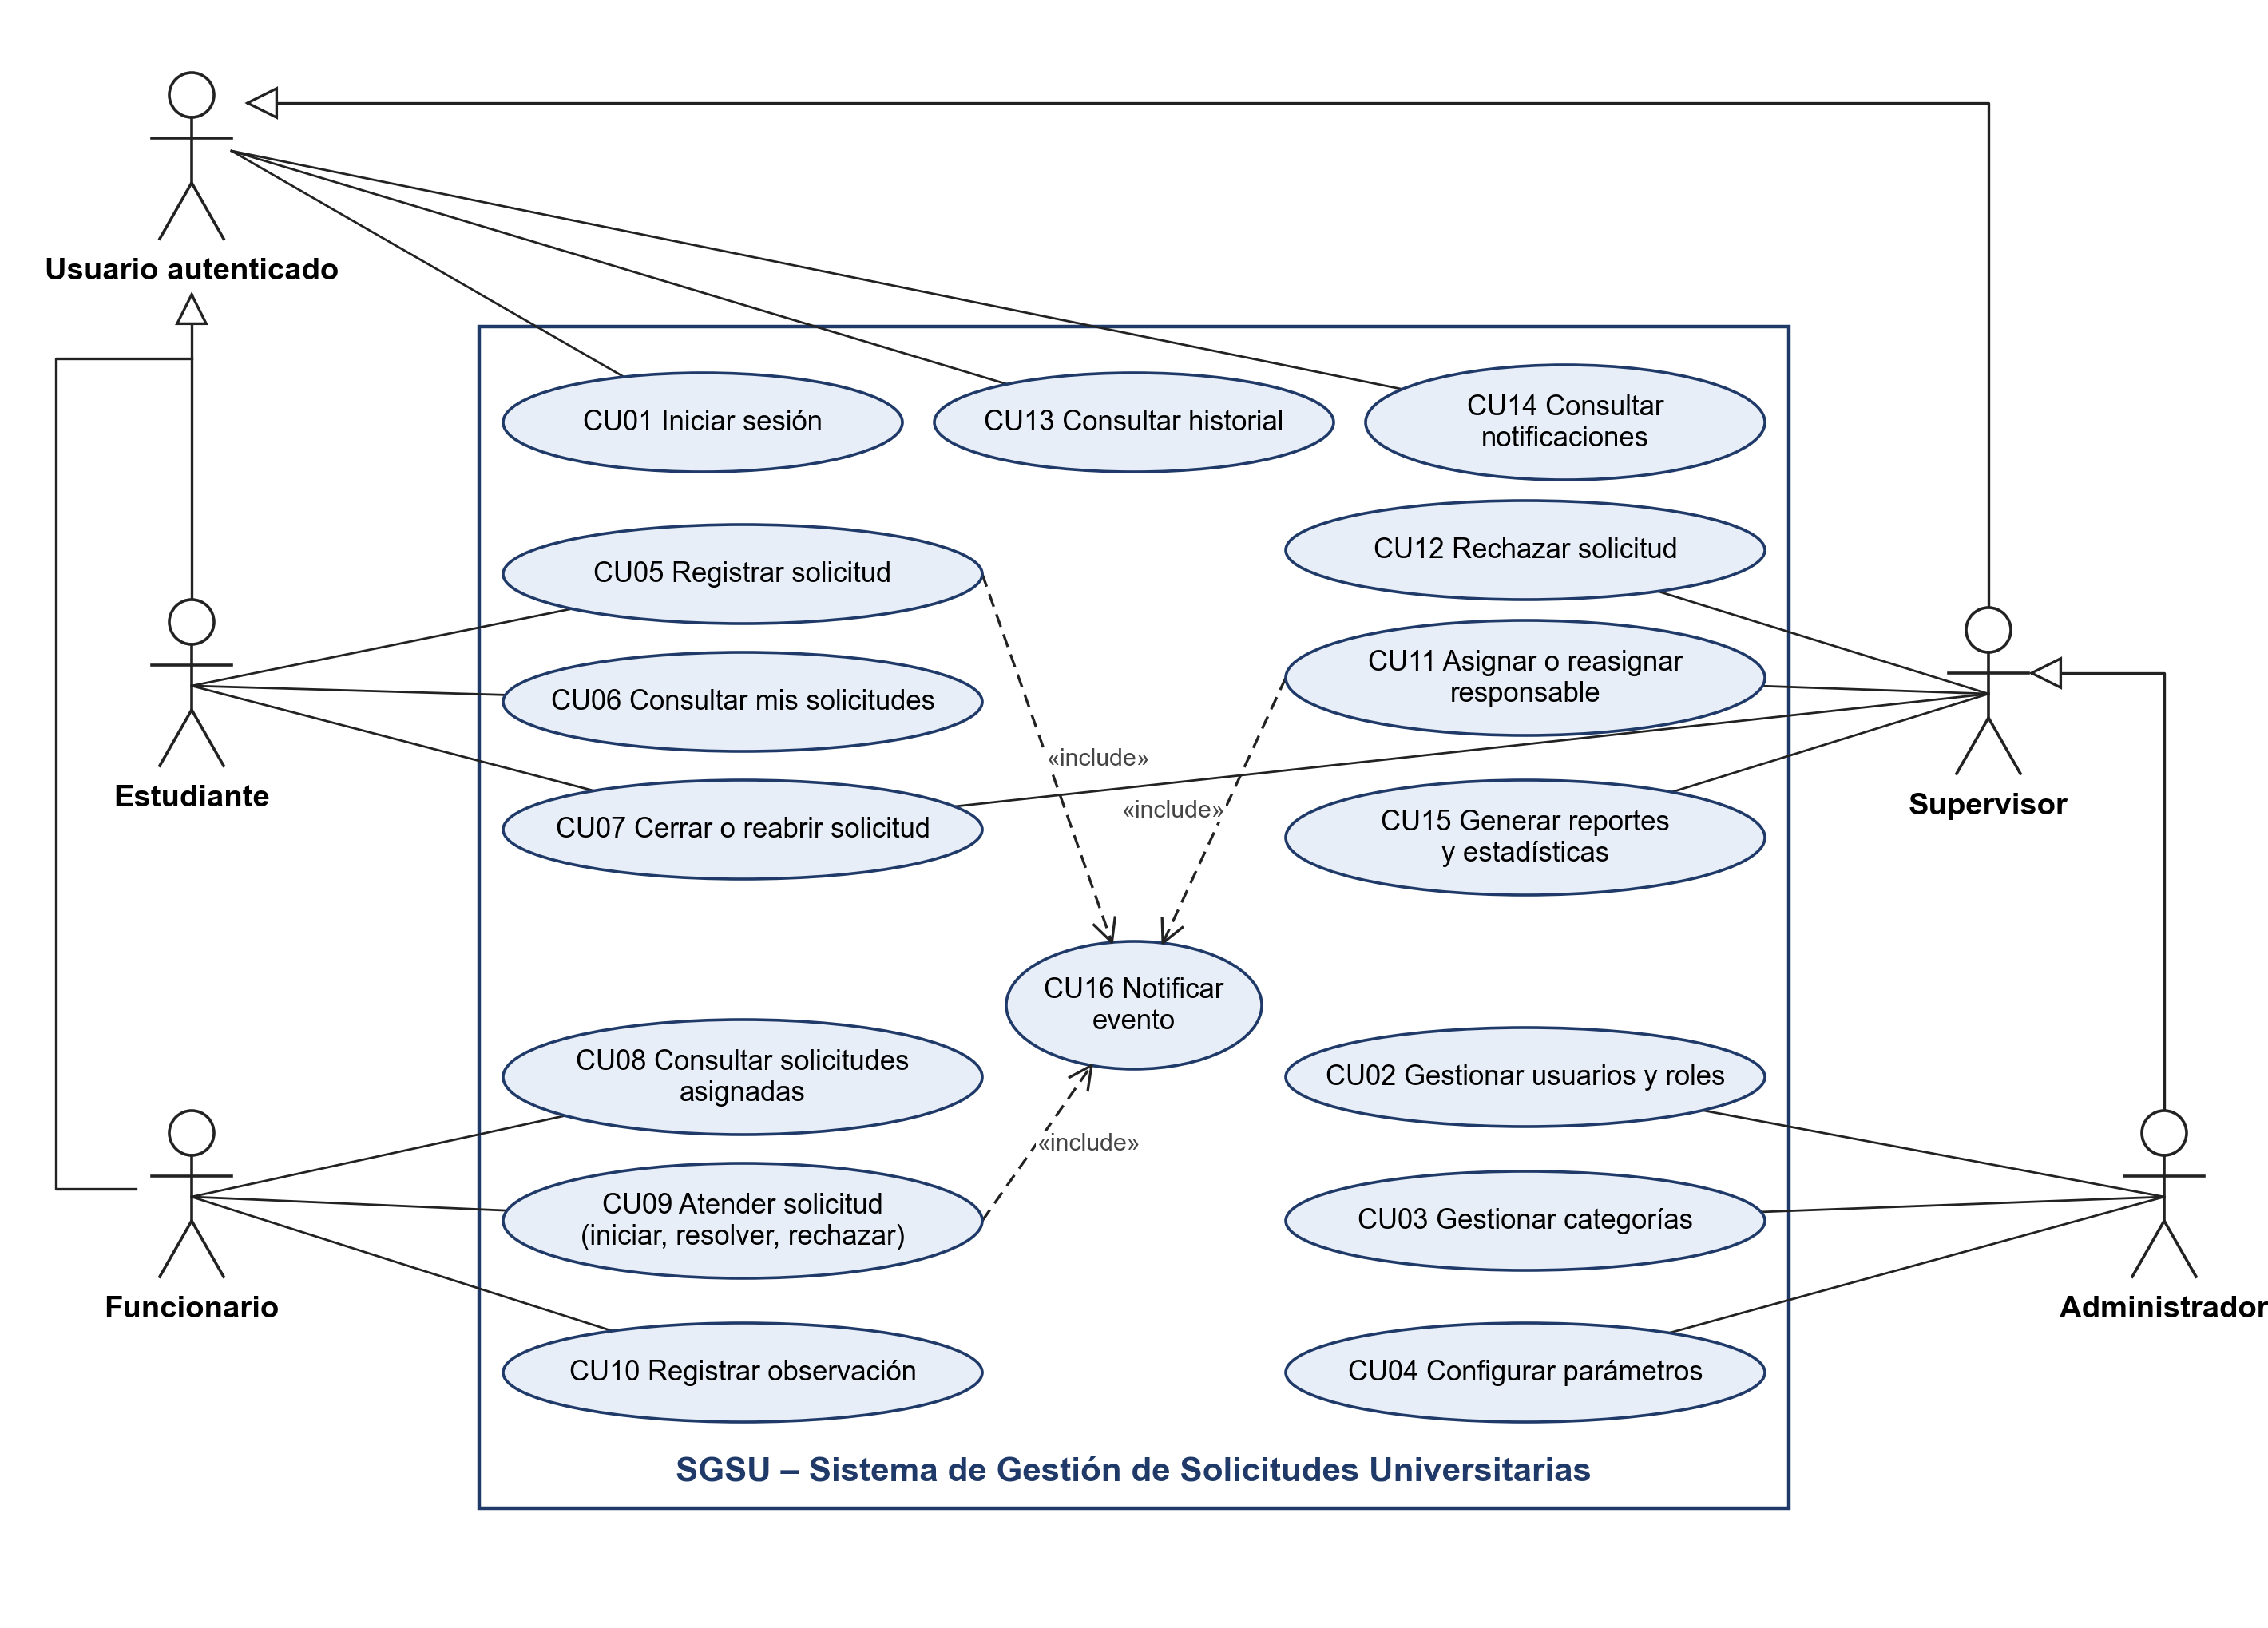 Usuario autenticado
CU01 Iniciar sesión
CU13 Consultar historial
CU14 Consultar
notificaciones
CU12 Rechazar solicitud
CU05 Registrar solicitud
CU11 Asignar o reasignar
responsable
CU06 Consultar mis solicitudes
«include»
«include»
Estudiante
Supervisor
CU07 Cerrar o reabrir solicitud
CU15 Generar reportes
y estadísticas
CU16 Notificar
evento
CU08 Consultar solicitudes
asignadas
CU02 Gestionar usuarios y roles
«include»
CU09 Atender solicitud
(iniciar, resolver, rechazar)
CU03 Gestionar categorías
Funcionario
Administrador
CU10 Registrar observación
CU04 Configurar parámetros
SGSU – Sistema de Gestión de Solicitudes Universitarias